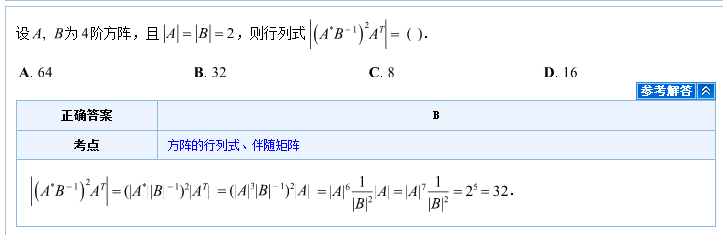 设 A, B为 4阶方阵，且 |A|=|B|=2，则行列式 |(A*B⁻¹)²Aᵀ|= ( ).
A. 64 B. 32 C. 8 D. 16
参考解答
正确答案 B
考点 方阵的行列式、伴随矩阵
|(A*B⁻¹)²Aᵀ|=(|A*||B|⁻¹)²|Aᵀ| =(|A|³|B|⁻¹)²|A| =|A|⁶ 1/|B|² |A|=|A|⁷ 1/|B|² =2⁵=32.